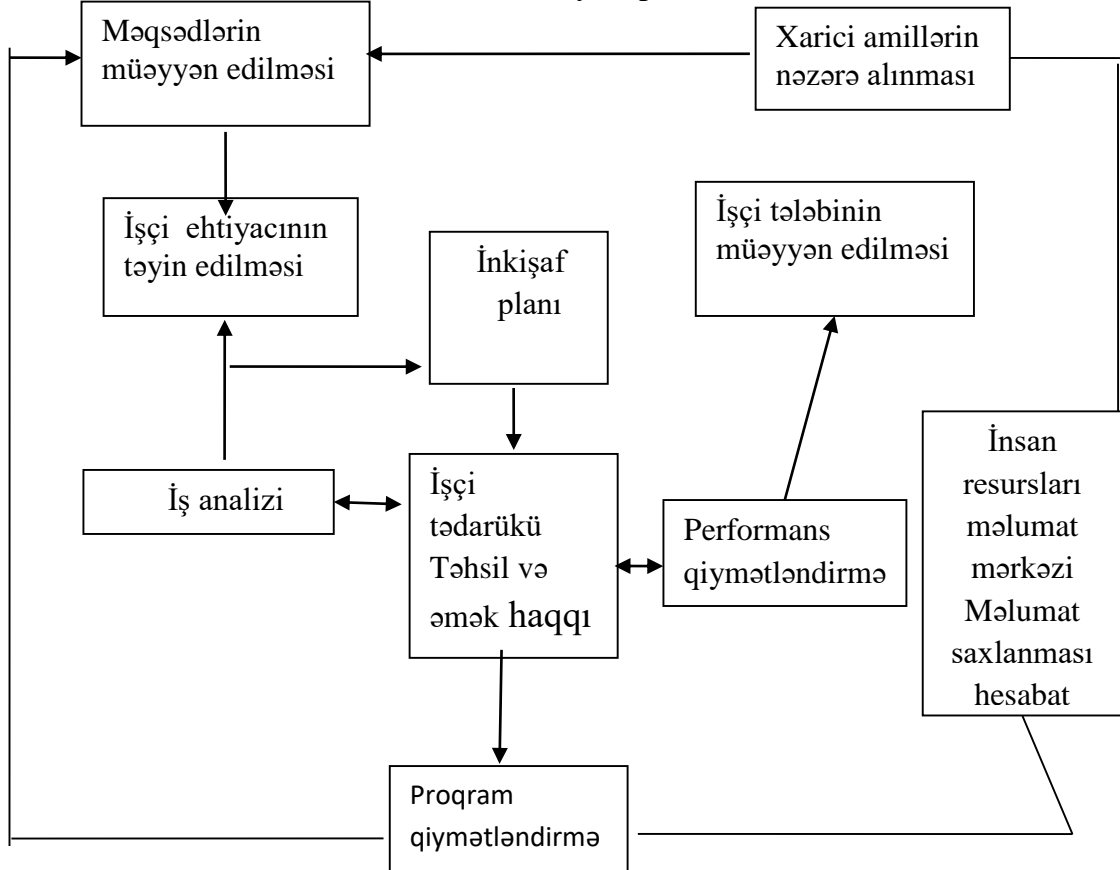 Məqsədlərin
müəyyən edilməsi
Xarici amillərin
nəzərə alınması
İşçi ehtiyacının
təyin edilməsi
İnkişaf
planı
İşçi tələbinin
müəyyən edilməsi
İş analizi
İşçi
tədarükü
Təhsil və
əmək haqqı
Performans
qiymətləndirmə
İnsan
resursları
məlumat
mərkəzi
Məlumat
saxlanması
hesabat
Proqram
qiymətləndirmə